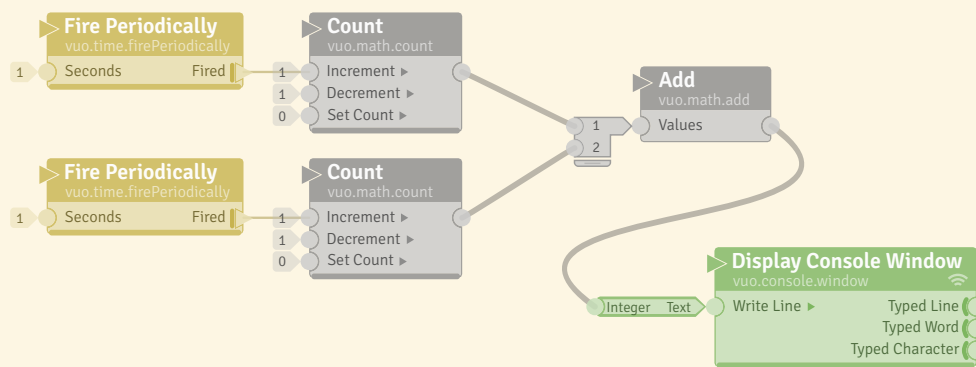 Fire Periodically
vuo.time.firePeriodically
1 Seconds Fired
Count
vuo.math.count
1 Increment
1 Decrement
0 Set Count
Add
vuo.math.add
1
2
Values
Fire Periodically
vuo.time.firePeriodically
1 Seconds Fired
Count
vuo.math.count
1 Increment
1 Decrement
0 Set Count
Integer Text
Display Console Window
vuo.console.window
Write Line Typed Line
Typed Word
Typed Character